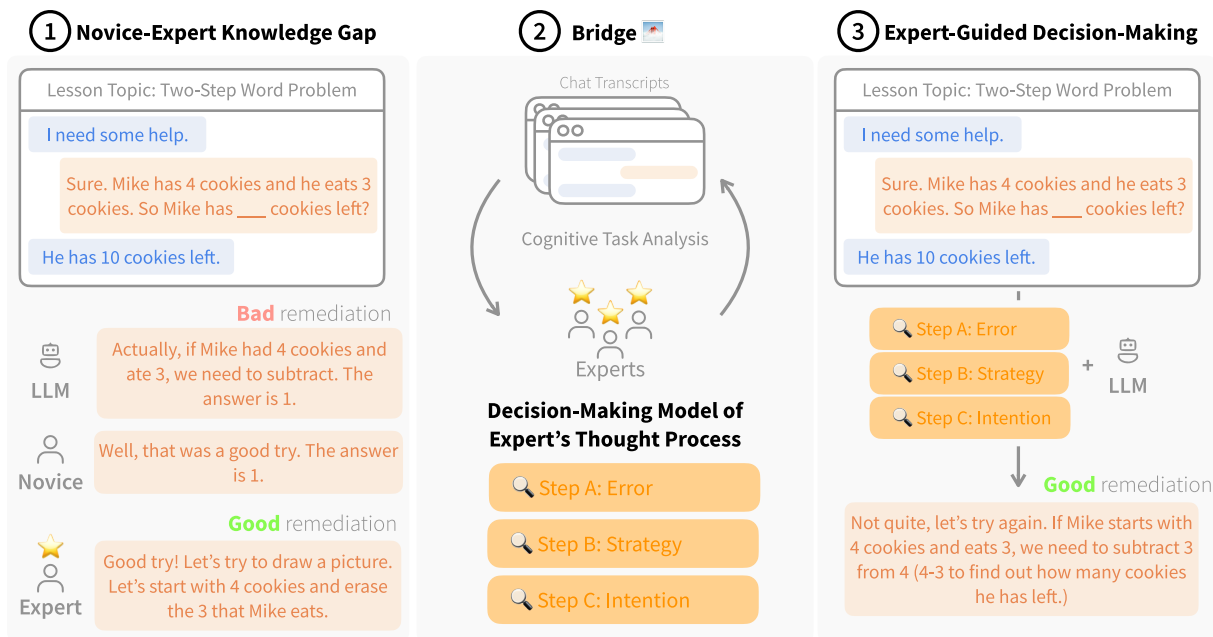 1 Novice-Expert Knowledge Gap
Lesson Topic: Two-Step Word Problem
I need some help.
Sure. Mike has 4 cookies and he eats 3
cookies. So Mike has ___ cookies left?
He has 10 cookies left.
Bad remediation
LLM
Actually, if Mike had 4 cookies and
ate 3, we need to subtract. The
answer is 1.
Novice
Well, that was a good try. The answer
is 1.
Good remediation
Expert
Good try! Let’s try to draw a picture.
Let’s start with 4 cookies and erase
the 3 that Mike eats.
2 Bridge
Chat Transcripts
Cognitive Task Analysis
Experts
Decision-Making Model of
Expert’s Thought Process
Step A: Error
Step B: Strategy
Step C: Intention
3 Expert-Guided Decision-Making
Lesson Topic: Two-Step Word Problem
I need some help.
Sure. Mike has 4 cookies and he eats 3
cookies. So Mike has ___ cookies left?
He has 10 cookies left.
Step A: Error
Step B: Strategy
Step C: Intention
+
LLM
Good remediation
Not quite, let’s try again. If Mike starts with
4 cookies and eats 3, we need to subtract 3
from 4 (4-3 to find out how many cookies
he has left.)